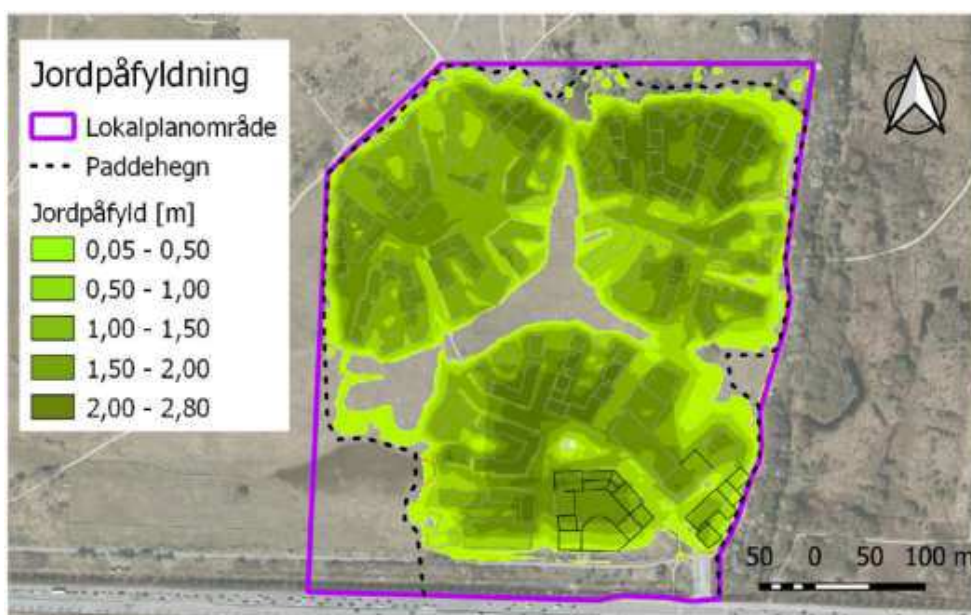 Jordpåfyldning
Lokalplanområde
Paddehegn
Jordpåfyld [m]
0,05 - 0,50
0,50 - 1,00
1,00 - 1,50
1,50 - 2,00
2,00 - 2,80
50 0 50 100 m